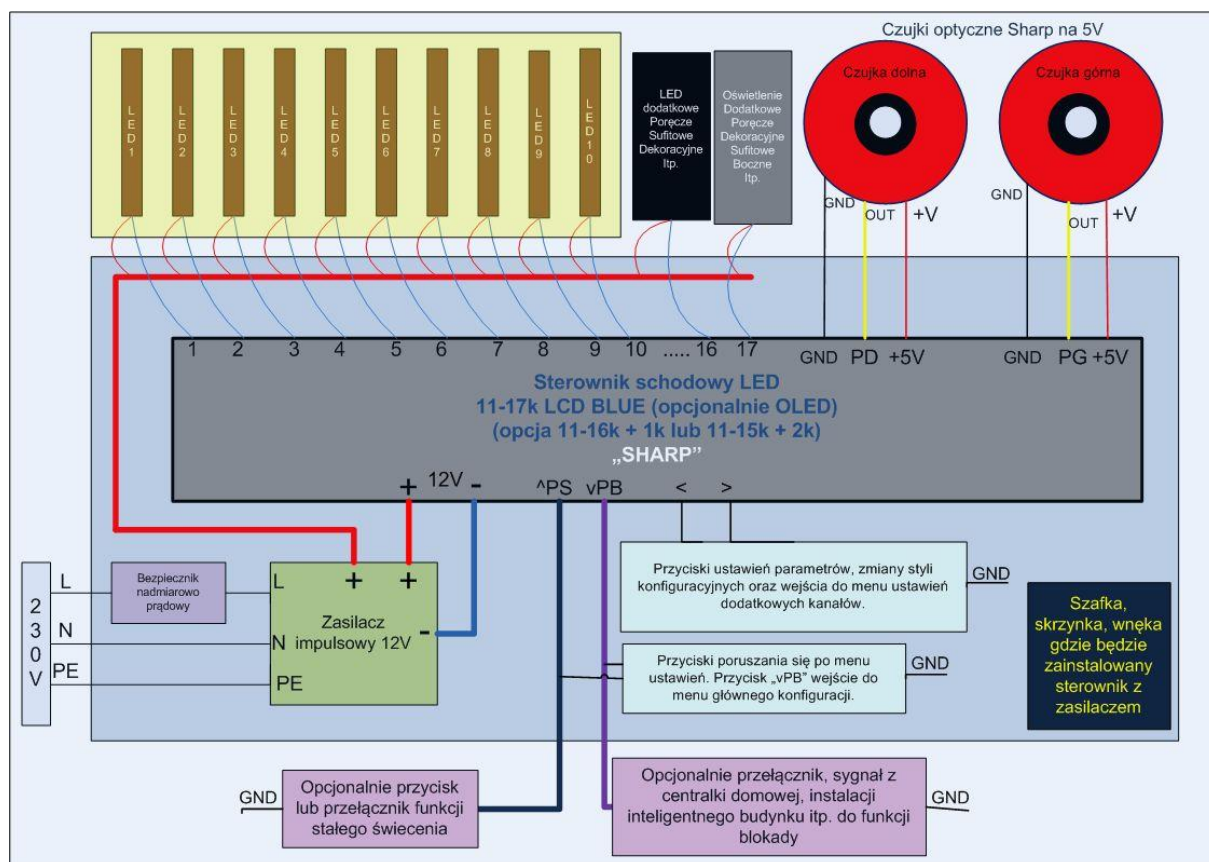 Czujki optyczne Sharp na 5V
LED1
LED2
LED3
LED4
LED5
LED6
LED7
LED8
LED9
LED10
LED
dodatkowe
Poręcze
Sufitowe
Dekoracyjne
Itp.
Oświetlenie
Dodatkowe
Poręcze
Dekoracyjne
Sufitowe
Boczne
Itp.
Czujka dolna
Czujka górna
GND
OUT
+V
GND
OUT
+V
1 2 3 4 5 6 7 8 9 10 ..... 16 17
GND PD +5V
GND PG +5V
Sterownik schodowy LED
11-17k LCD BLUE (opcjonalnie OLED)
(opcja 11-16k + 1k lub 11-15k + 2k)
„SHARP”
+ 12V - ^PS vPB < >
230V
L
N
PE
Bezpiecznik
nadmiarowo
prądowy
L + +
Zasilacz
impulsowy 12V
-
N
PE
Przyciski ustawień parametrów, zmiany styli
konfiguracyjnych oraz wejścia do menu ustawień
dodatkowych kanałów.
GND
Przyciski poruszania się po menu
ustawień. Przycisk „vPB” wejście do
menu głównego konfiguracji.
GND
Szafka,
skrzynka, wnęka
gdzie będzie
zainstalowany
sterownik z
zasilaczem
GND
Opcjonalnie przycisk
lub przełącznik funkcji
stałego świecenia
Opcjonalnie przełącznik, sygnał z
centralki domowej, instalacji
inteligentnego budynku itp. do funkcji
blokady
GND